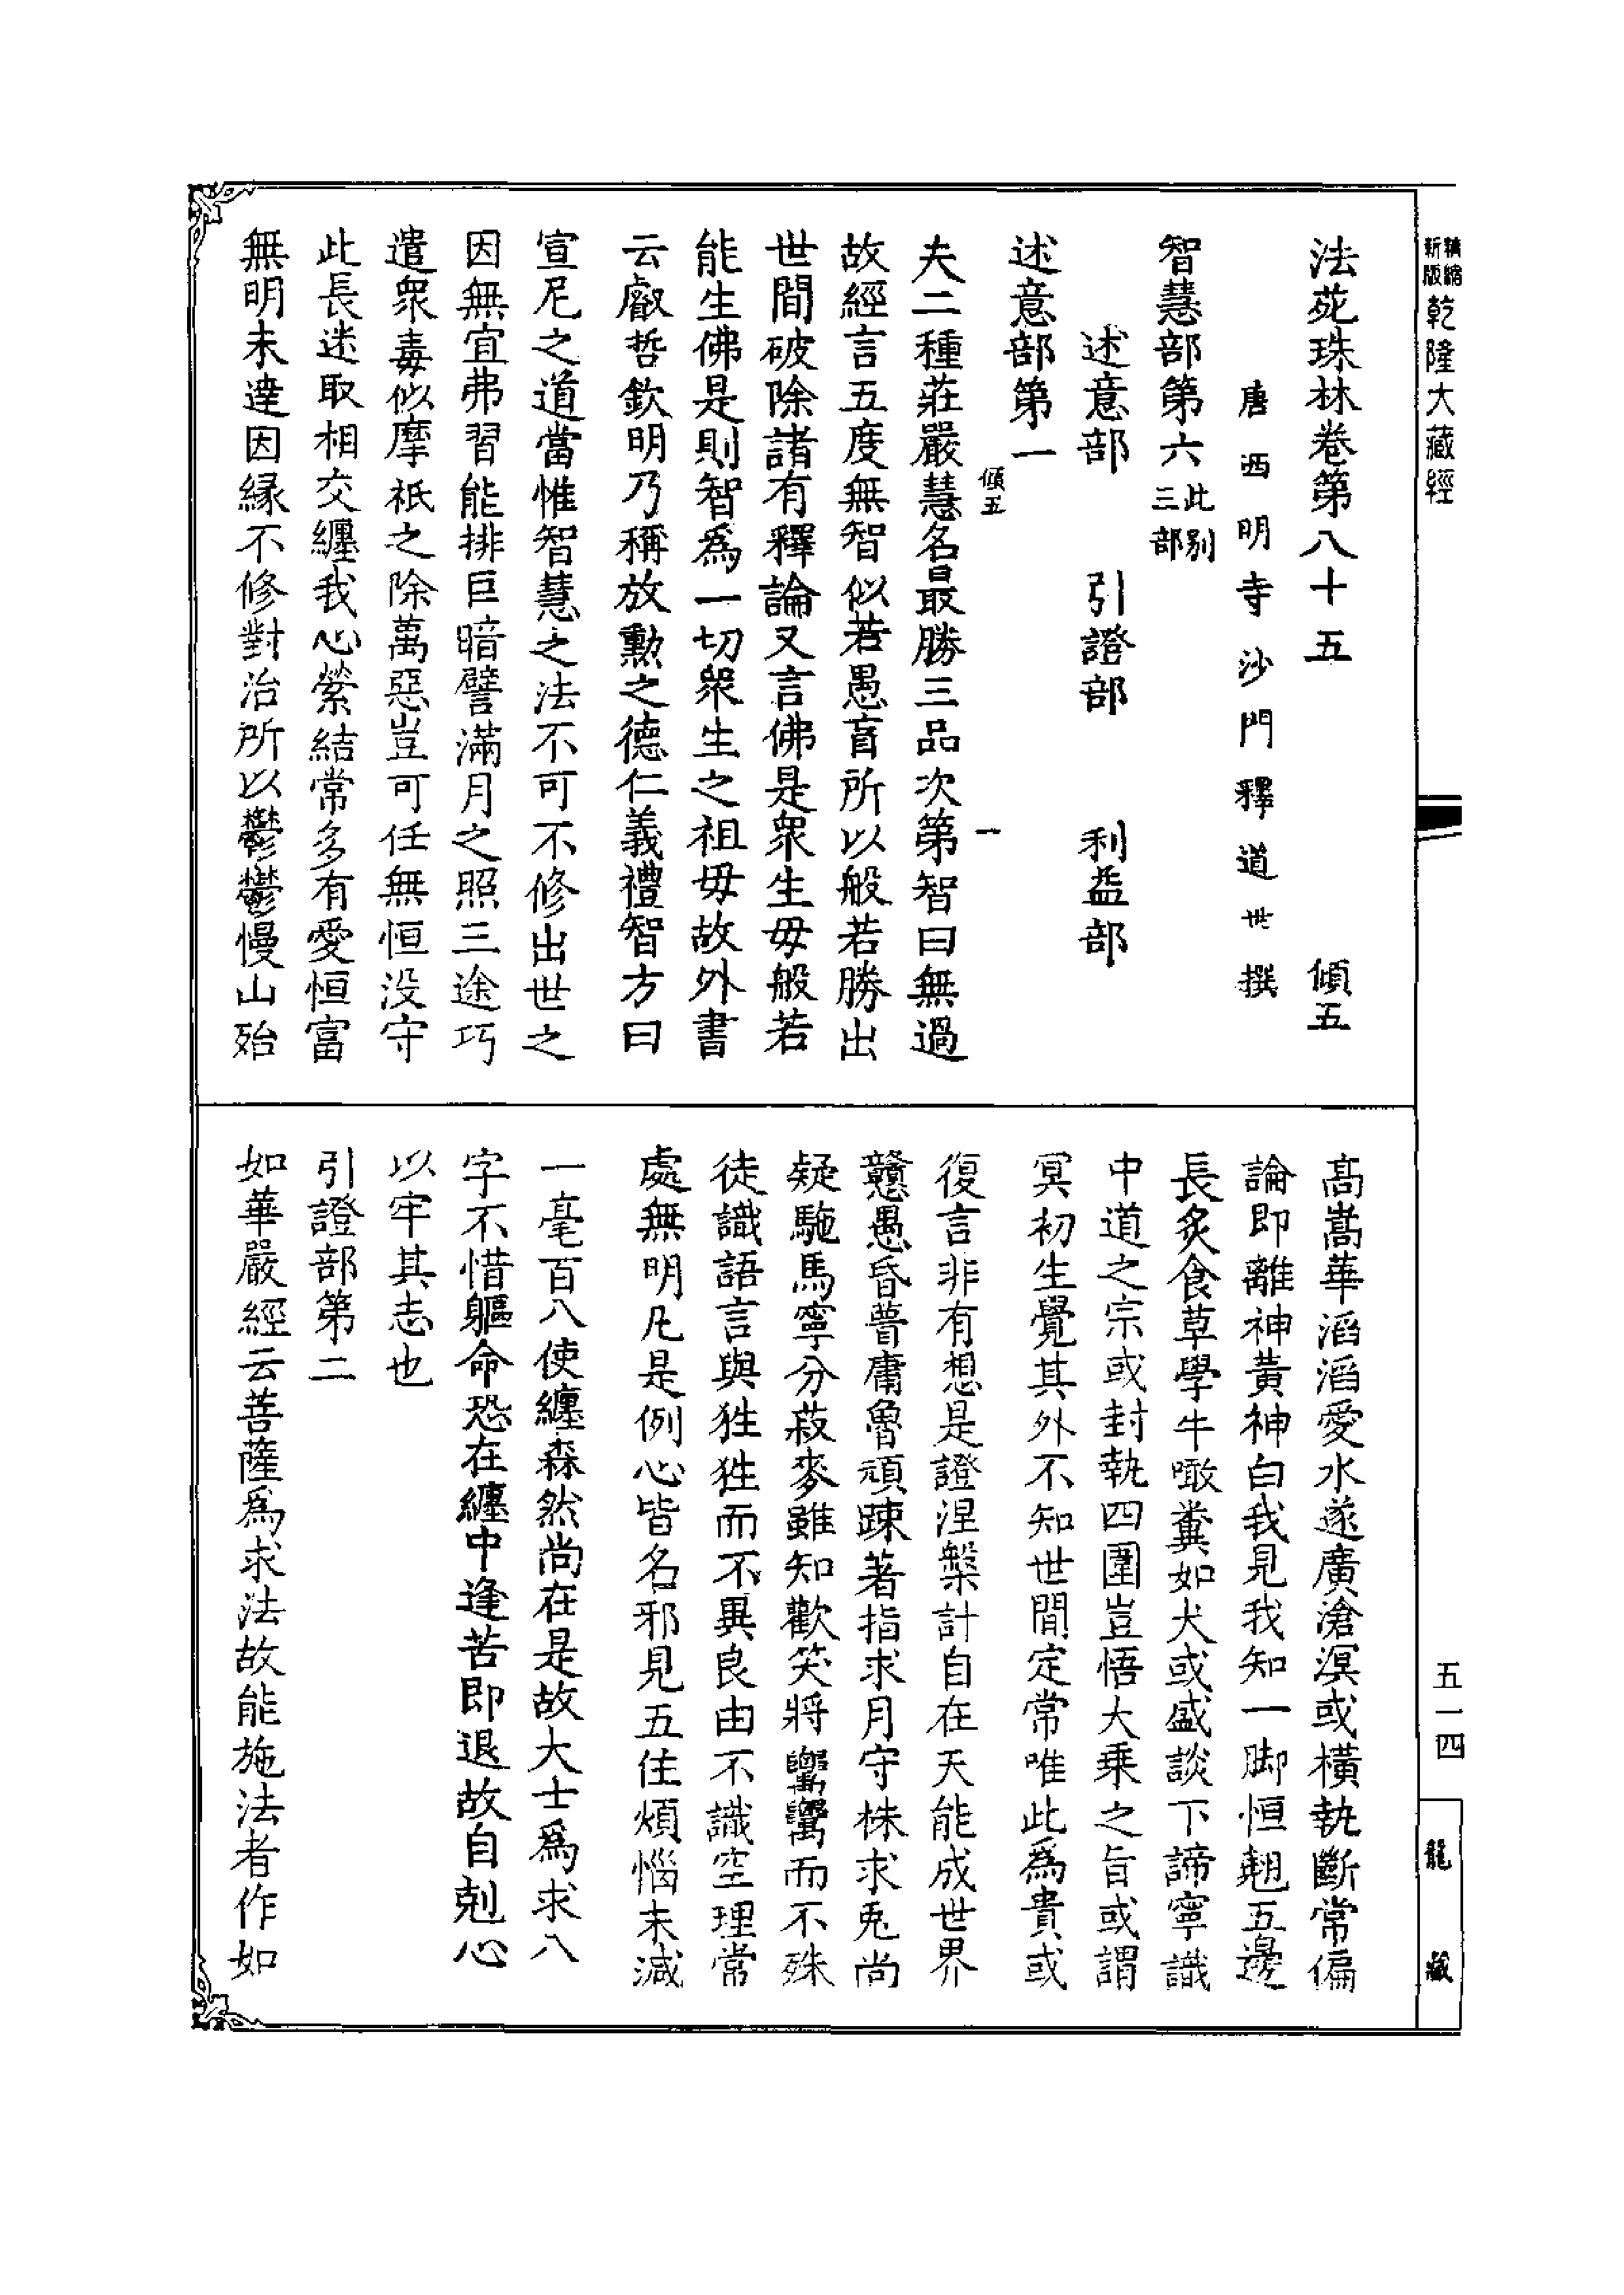 法苑珠林卷第八十五　傾五
唐西明寺沙門釋道世撰
智慧部第六此别三部
述意部　引證部　利益部
述意部第一
傾五　一
夫二種莊嚴慧名最勝三品次第智曰無過
故經言五度無智似若愚盲所以般若勝出
世間破除諸有釋論又言佛是衆生母般若
能生佛是則智爲一切衆生之祖母故外書
云叡哲欽明乃稱放勲之德仁義禮智方曰
宣尼之道當惟智慧之法不可不修出世之
因無宜弗習能排巨暗譬滿月之照三途巧
遣衆毒似摩祇之除萬惡豈可任無恒没守
此長迷取相交纏我心縈結常多有愛恒富
無明未達因緣不修對治所以鬱鬱慢山殆
高嵩華滔滔愛水遂廣滄溟或橫執斷常偏
論即離神黃神白我見我知一脚恒翹五邊
長炙食草學牛噉糞如犬或盛談下諦寧識
中道之宗或封執四圍豈悟大乗之旨或謂
冥初生覺其外不知世間定常唯此爲貴或
復言非有想是證涅槃計自在天能成世界
戇愚昏瞢庸魯頑踈著指求月守株求兎尚
疑駞馬寧分菽麥雖知歡笑將𤡢𤡢而不殊
徒識語言與狌狌而不異良由不識空理常
處無明凡是例心皆名邪見五住煩惱未減
一毫百八使纏森然尚在是故大士爲求八
字不惜軀命恐在纏中逢苦即退故自剋心
以牢其志也
引證部第二
如華嚴經云菩薩爲求法故能施法者作如
精縮新版乾隆大藏經
五一四
龍藏